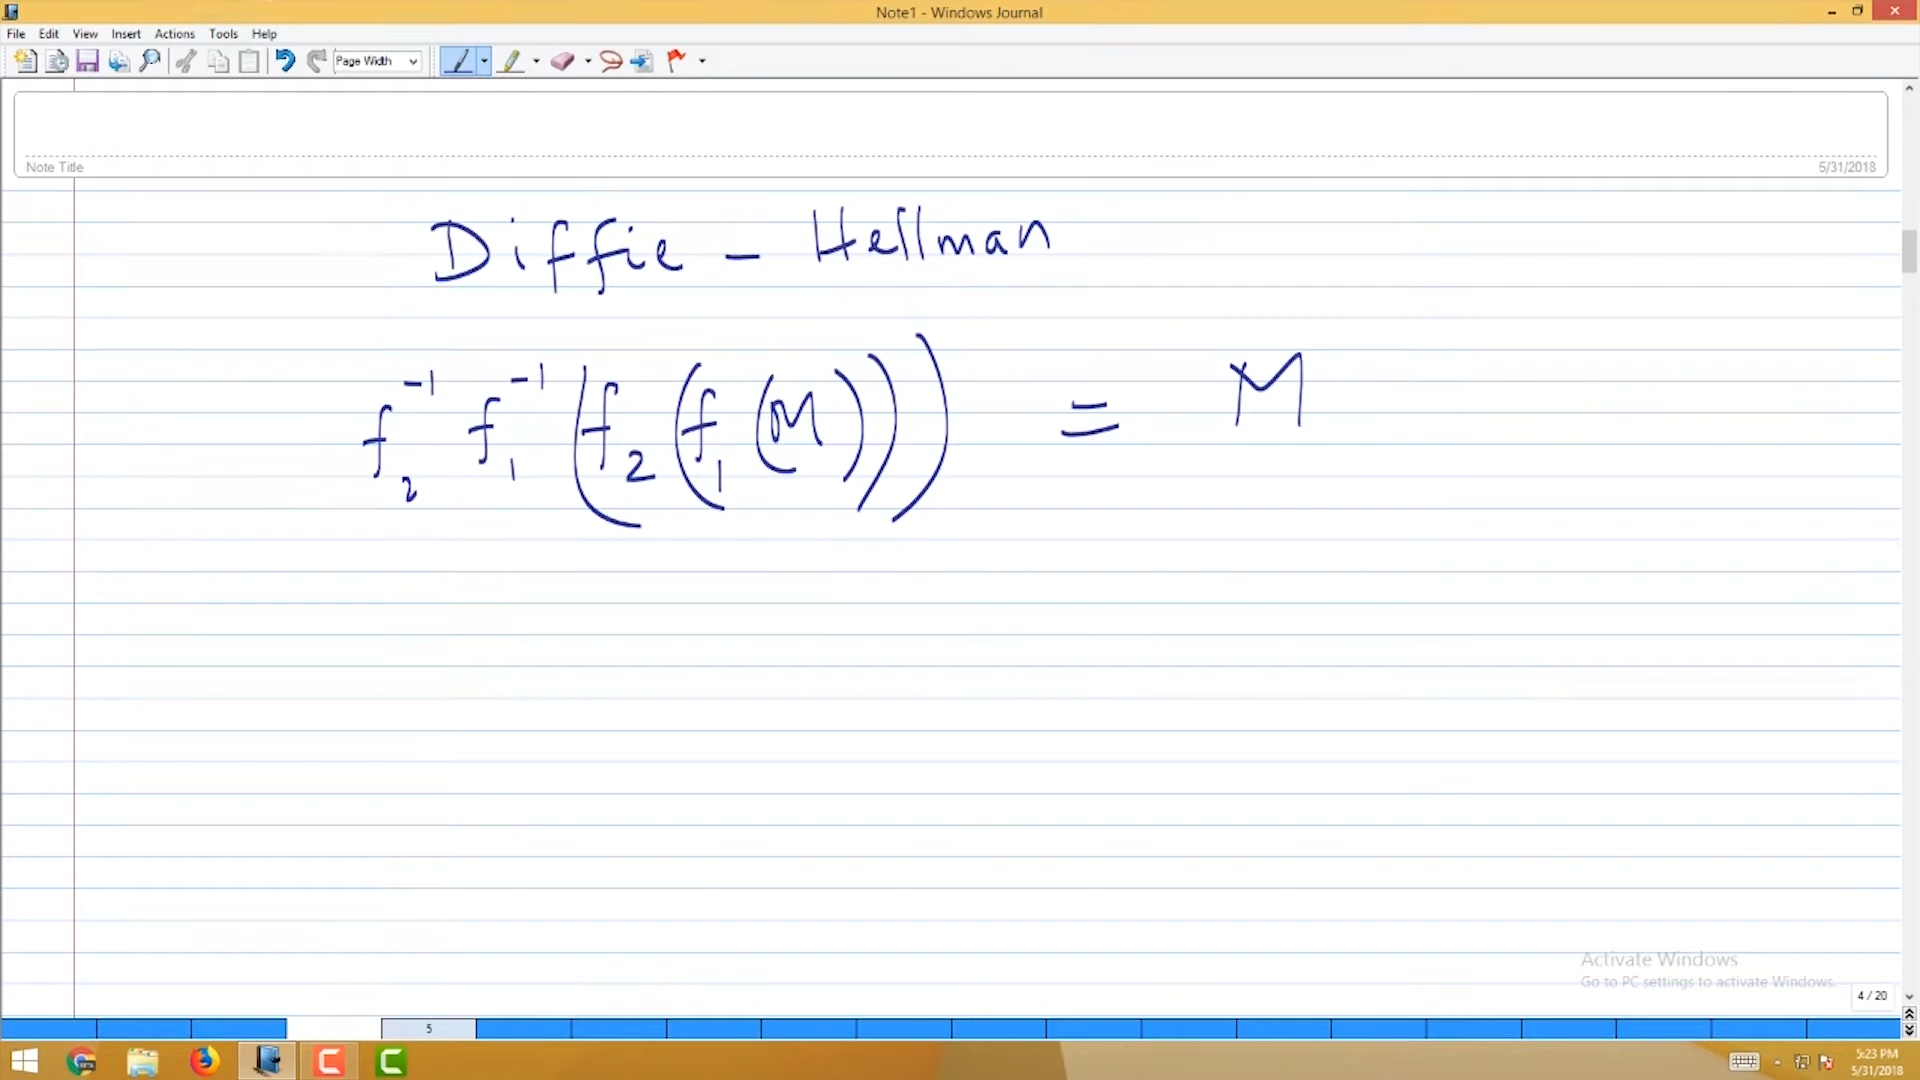 Note1 - Windows Journal
File Edit View Insert Actions Tools Help
Page Width
Note Title
5/31/2018
Diffie - Hellman
f₂⁻¹ f₁⁻¹ (f₂ (f₁ (M))) = M
Activate Windows
Go to PC settings to activate Windows.
4 / 20
5
5:23 PM
5/31/2018